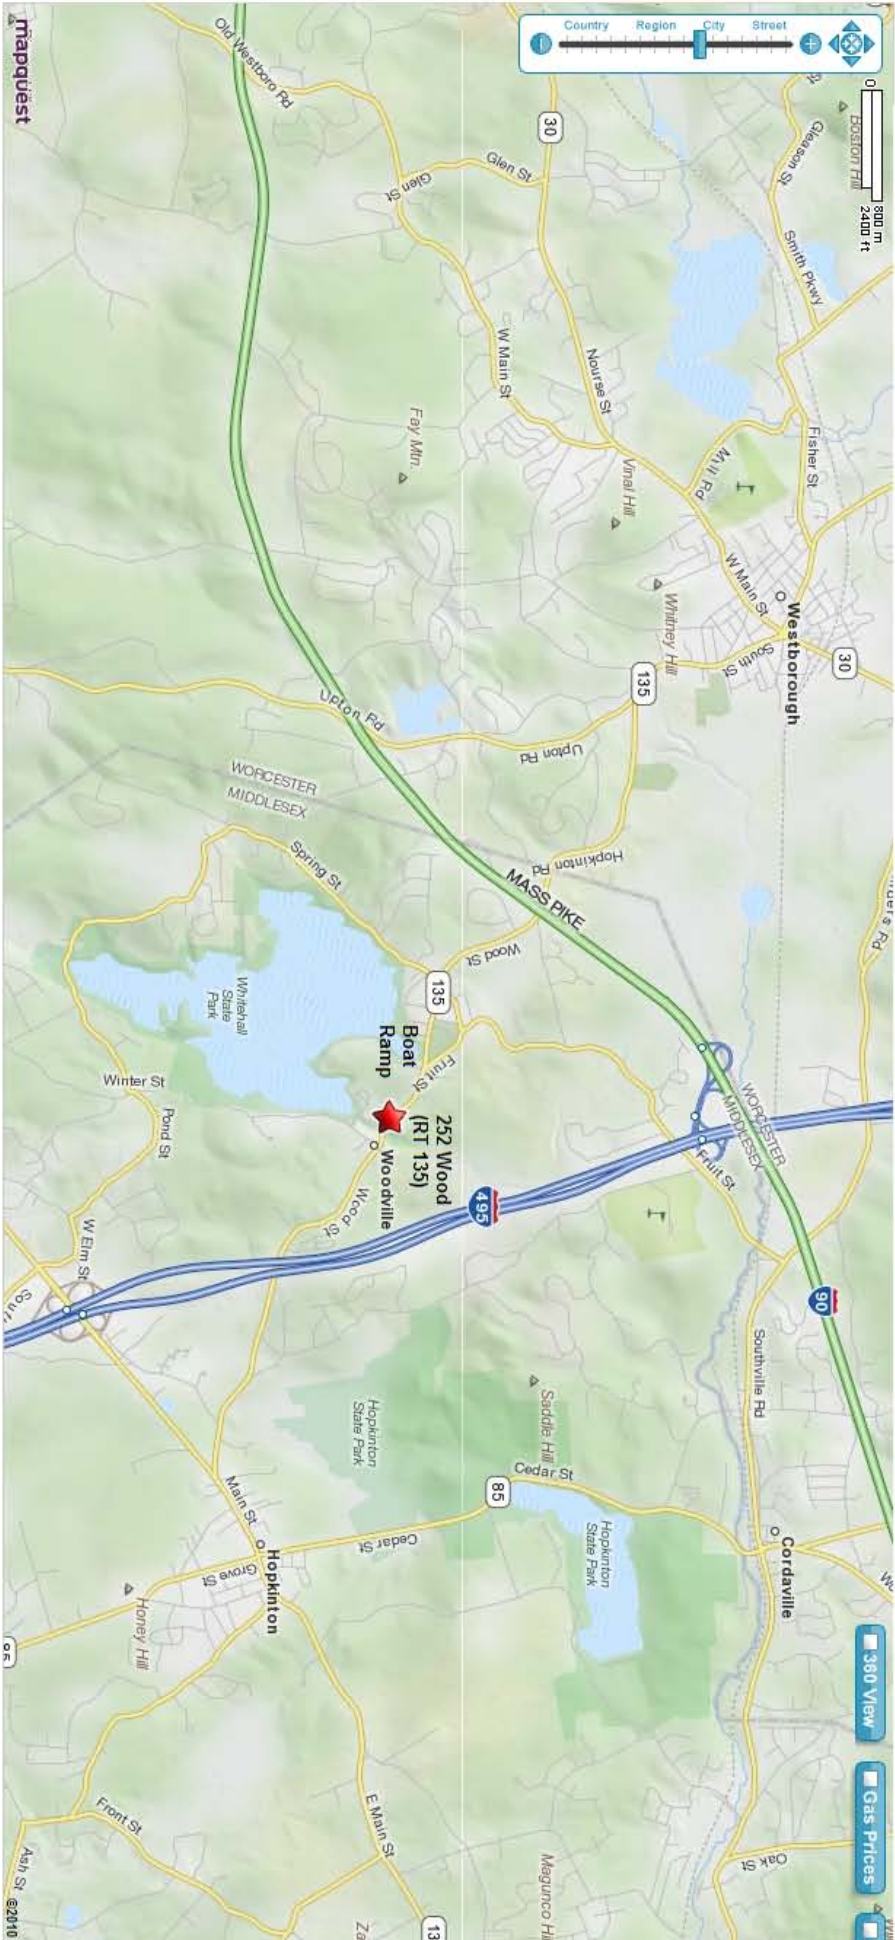 Country Region City Street
0
800 m
2400 ft
Boston Hill
Gleason St
Smith Pkwy
Old Westboro Rd
30
Glen St
Glen St
W Main St
Nourse St
Fay Mtn.
Vinal Hill
Mill Rd
Fisher St
W Main St
Westborough
30
Whitney Hill
South St
135
Upton Rd
Upton Rd
WORCESTER
MIDDLESEX
Hopkinton Rd
Spring St
MASS PIKE
Wood St
135
Whitehall
State
Park
Boat
Ramp
Fruit St
252 Wood
(RT 135)
Woodville
Wood St
Winter St
Pond St
W Elm St
WORCESTER
MIDDLESEX
Fruit St
495
90
Southville Rd
Saddle Hill
Hopkinton
State Park
Cedar St
85
Hopkinton
State Park
Cordaville
Cedar St
Main St
Hopkinton
Grove St
Honey Hill
85
360 View
Gas Prices
E Main St
Front St
Ash St
Oak St
Magunco Hi
Za
13
mapquest
©2010